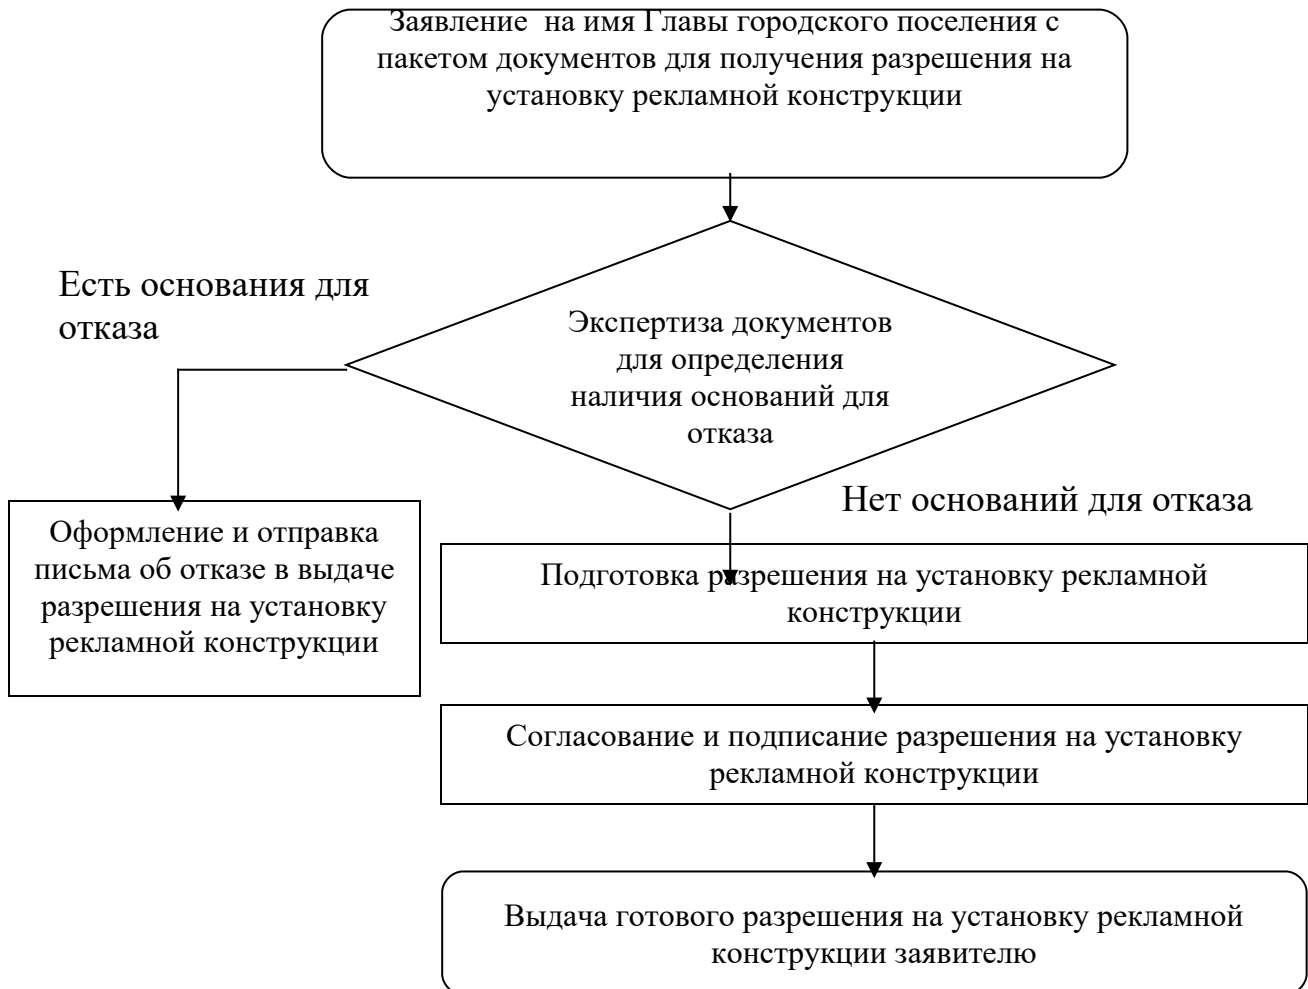 Заявление на имя Главы городского поселения с
пакетом документов для получения разрешения на
установку рекламной конструкции
Есть основания для
отказа
Экспертиза документов
для определения
наличия оснований для
отказа
Нет оснований для отказа
Оформление и отправка
письма об отказе в выдаче
разрешения на установку
рекламной конструкции
Подготовка разрешения на установку рекламной
конструкции
Согласование и подписание разрешения на установку
рекламной конструкции
Выдача готового разрешения на установку рекламной
конструкции заявителю